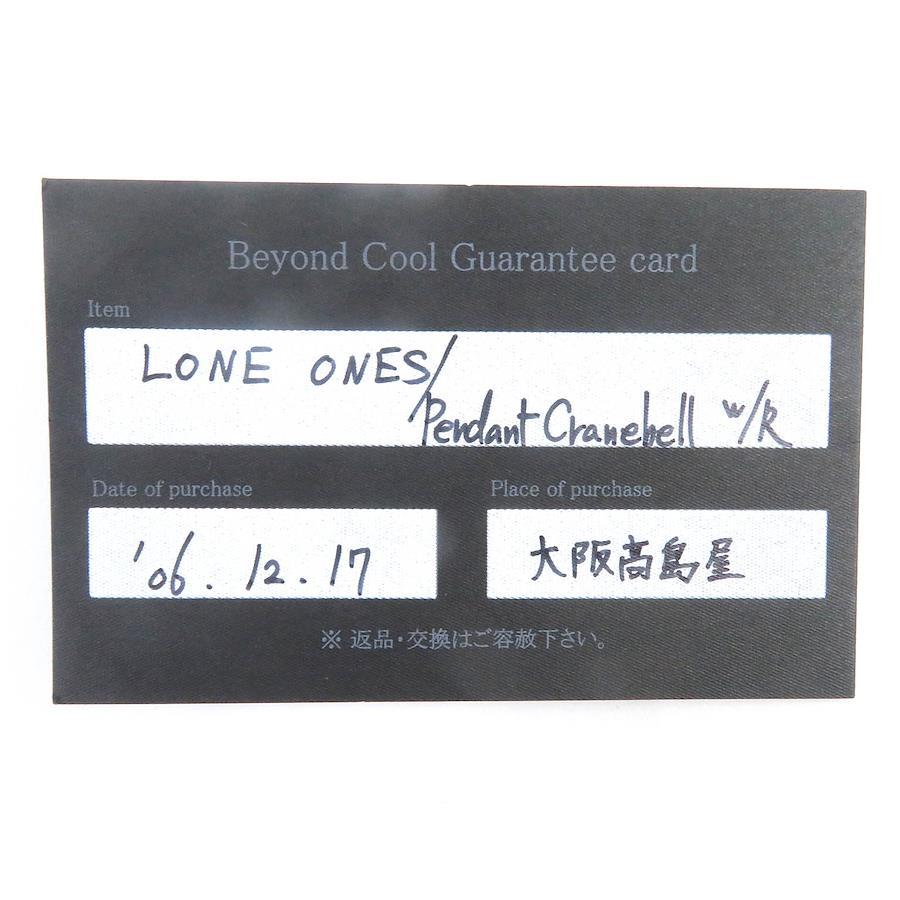 Beyond Cool Guarantee card
Item
LONE ONES/
Pendant Cranebell w/R
Date of purchase
Place of purchase
'06. 12. 17
大阪高島屋
※ 返品・交換はご容赦下さい。